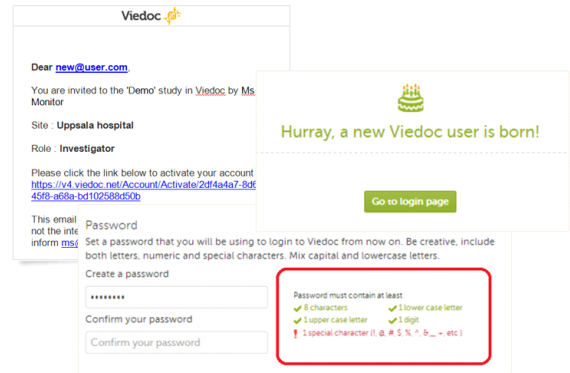 Viedoc
Dear new@user.com,
You are invited to the 'Demo' study in Viedoc by Ms
Monitor
Site : Uppsala hospital
Role : Investigator
Please click the link below to activate your account
https://v4.viedoc.net/Account/Activate/2df4a4a7-8d6
45f8-a68a-bd102588d50b
This email
not the inte
inform ms@
Hurray, a new Viedoc user is born!
Go to login page
Password
Set a password that you will be using to login to Viedoc from now on. Be creative, include
both letters, numeric and special characters. Mix capital and lowercase letters.
Create a password
••••••••
Confirm your password
Confirm your password
Password must contain at least
8 characters 1 lower case letter
1 upper case letter 1 digit
1 special character (!, @, #, $, %, ^, &, _, -, +, etc.)